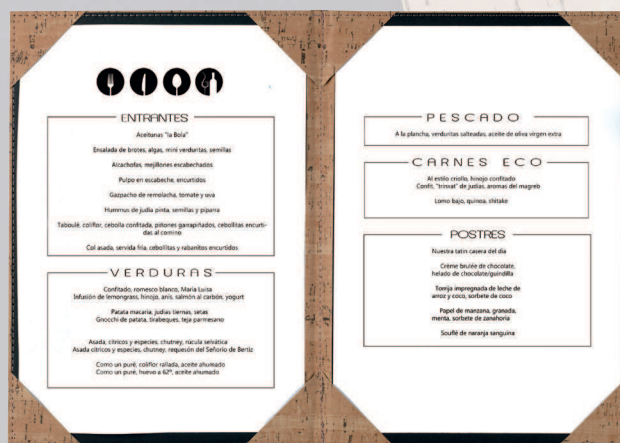 ENTRANTES
Aceitunas "la Bola"
Ensalada de brotes, algas, mini verduritas, semillas
Alcachofas, mejillones escabechados
Pulpo en escabeche, encurtidos
Gazpacho de remolacha, tomate y uva
Hummus de judía pinta, semillas y piparra
Taboulé, coliflor, cebolla confitada, piñones garrapiñados, cebollitas encurti-
das al comino
Col asada, servida fría, cebollitas y rabanitos encurtidos
VERDURAS
Confitado, romesco blanco, María Luisa
Infusión de lemongrass, hinojo, anís, salmón al carbón, yogurt
Patata macaria, judías tiernas, setas
Gnocchi de patata, tirabeques, teja parmesano
Asada, cítricos y especies, chutney, rúcula selvática
Asada cítricos y especies, chutney, requesón del Señorío de Bertiz
Como un puré, coliflor rallada, aceite ahumado
Como un puré, huevo a 62º, aceite ahumado
PESCADO
A la plancha, verduritas salteadas, aceite de oliva virgen extra
CARNES ECO
Al estilo criollo, hinojo confitado
Confit, "trinxat" de judías, aromas del magreb
Lomo bajo, quinoa, shitake
POSTRES
Nuestra tatin casera del día
Crème brulée de chocolate,
helado de chocolate/guindilla
Torrija impregnada de leche de
arroz y coco, sorbete de coco
Papel de manzana, granada,
menta, sorbete de zanahoria
Souflé de naranja sanguina